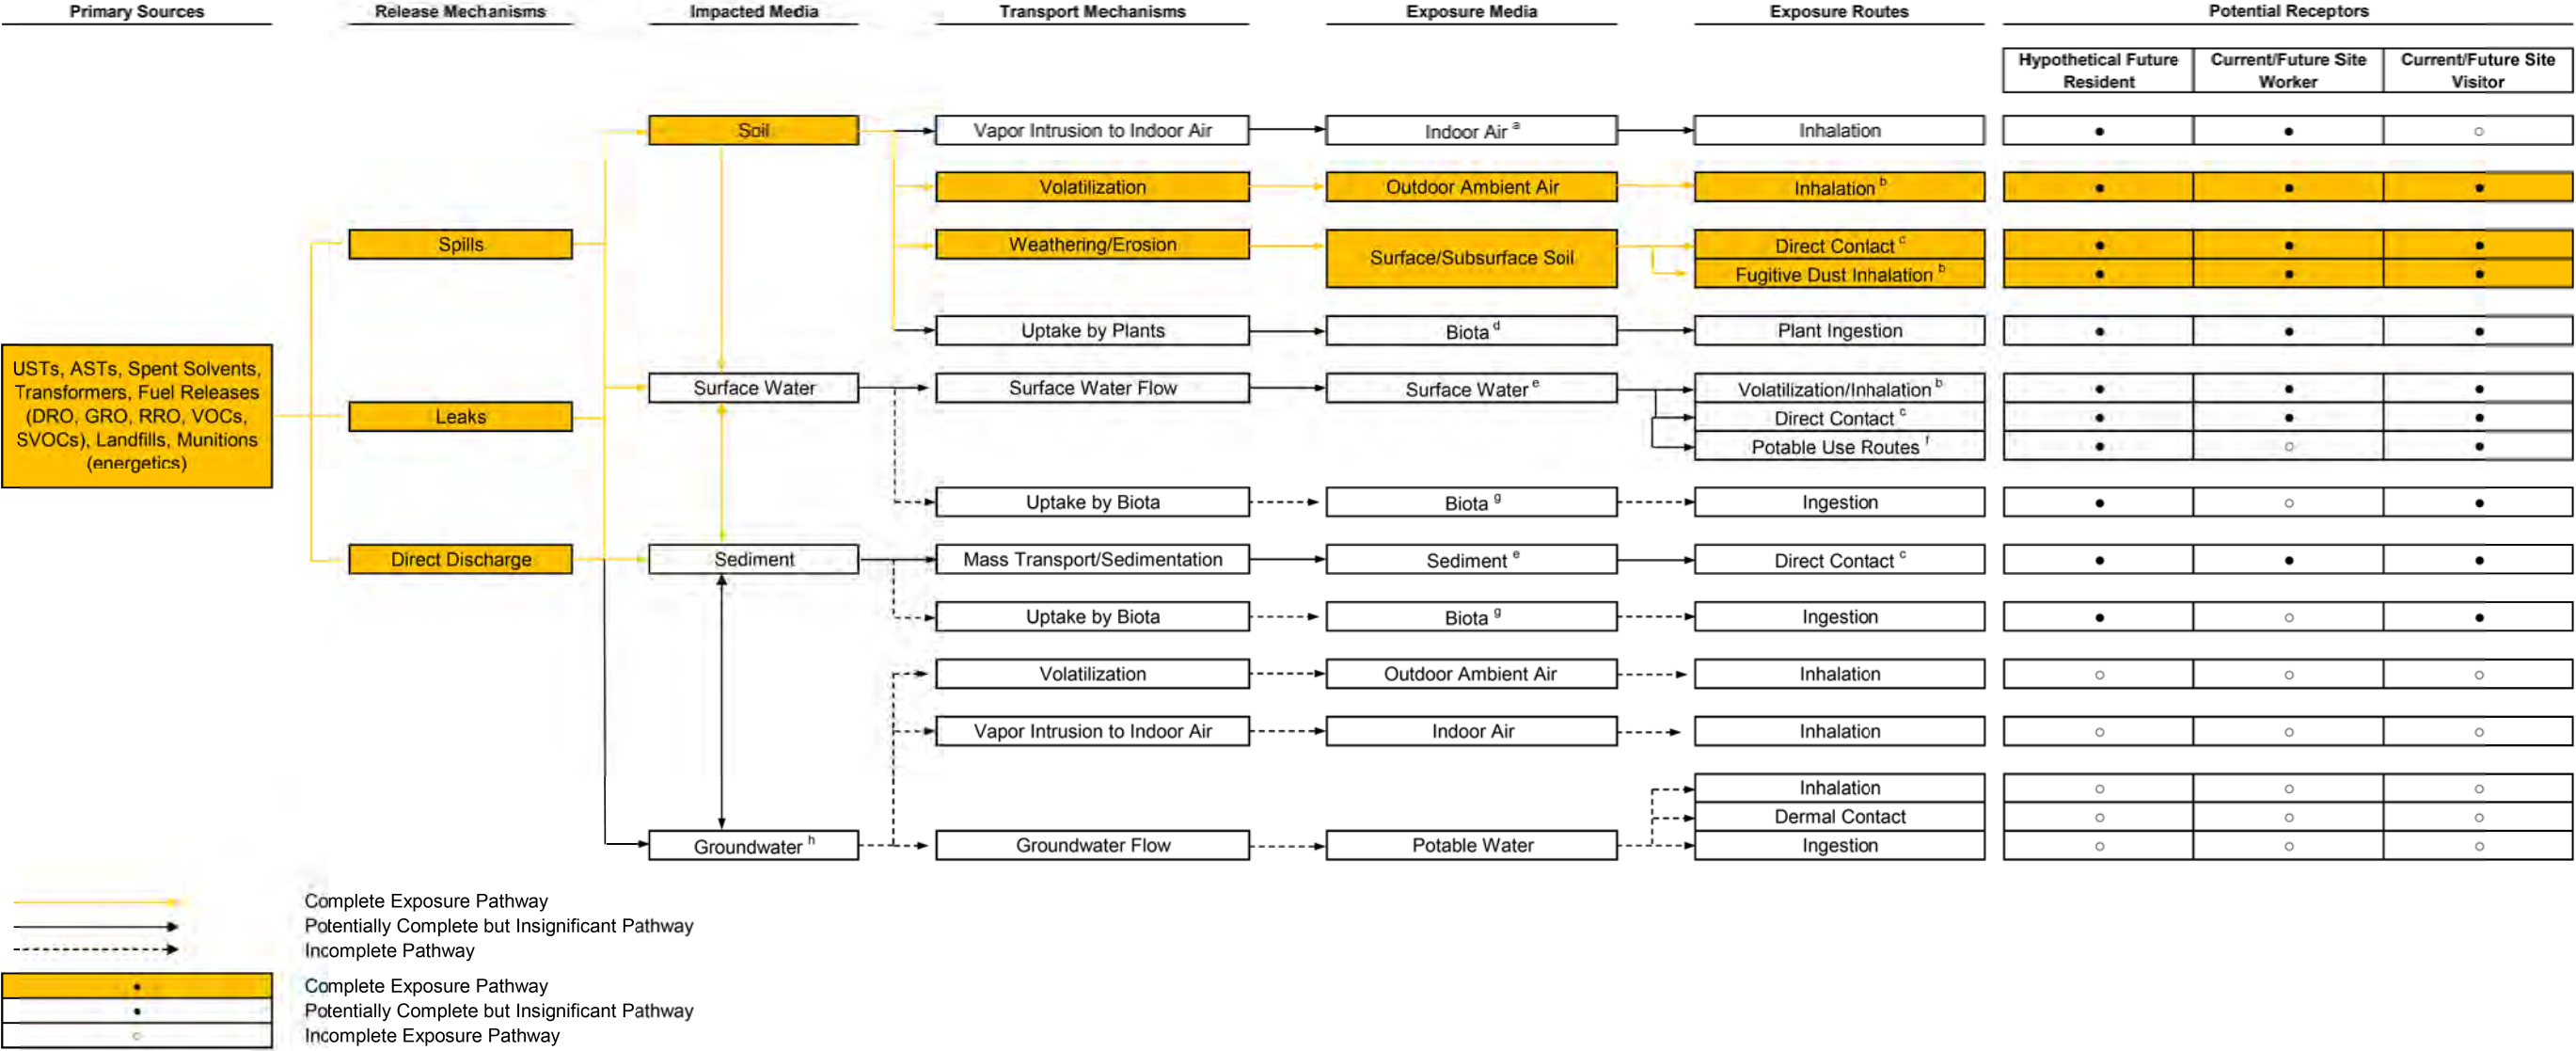 Primary Sources
Release Mechanisms
Impacted Media
Transport Mechanisms
Exposure Media
Exposure Routes
Potential Receptors
Hypothetical Future
Resident
Current/Future Site
Worker
Current/Future Site
Visitor
Soil
Vapor Intrusion to Indoor Air
Indoor Air a
Inhalation
Volatilization
Outdoor Ambient Air
Inhalation b
Spills
Weathering/Erosion
Surface/Subsurface Soil
Direct Contact c
Fugitive Dust Inhalation b
Uptake by Plants
Biota d
Plant Ingestion
USTs, ASTs, Spent Solvents,
Transformers, Fuel Releases
(DRO, GRO, RRO, VOCs,
SVOCs), Landfills, Munitions
(energetics)
Surface Water
Surface Water Flow
Surface Water e
Volatilization/Inhalation b
Direct Contact c
Potable Use Routes f
Leaks
Uptake by Biota
Biota g
Ingestion
Direct Discharge
Sediment
Mass Transport/Sedimentation
Sediment e
Direct Contact c
Uptake by Biota
Biota g
Ingestion
Volatilization
Outdoor Ambient Air
Inhalation
Vapor Intrusion to Indoor Air
Indoor Air
Inhalation
Inhalation
Dermal Contact
Groundwater h
Groundwater Flow
Potable Water
Ingestion
Complete Exposure Pathway
Potentially Complete but Insignificant Pathway
Incomplete Pathway
Complete Exposure Pathway
Potentially Complete but Insignificant Pathway
Incomplete Exposure Pathway